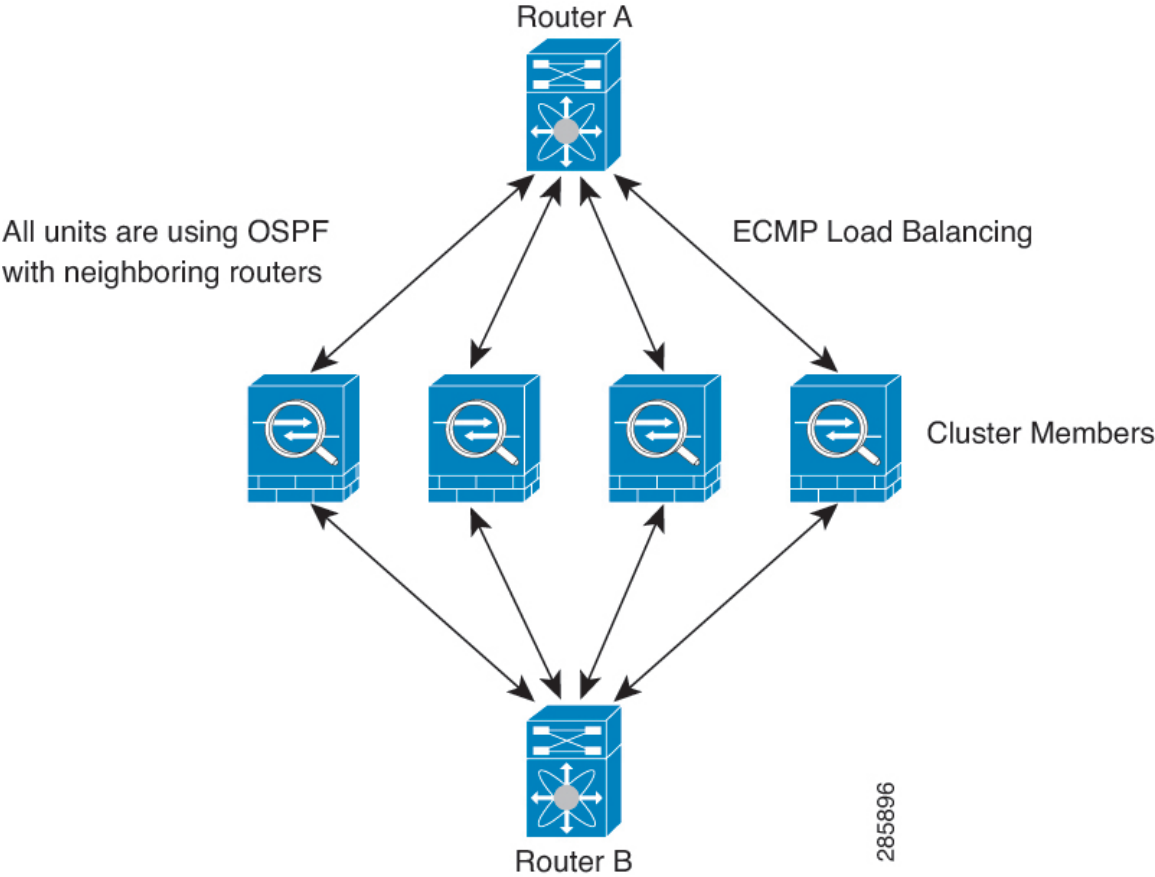 Router A
All units are using OSPF
with neighboring routers
ECMP Load Balancing
Cluster Members
285896
Router B